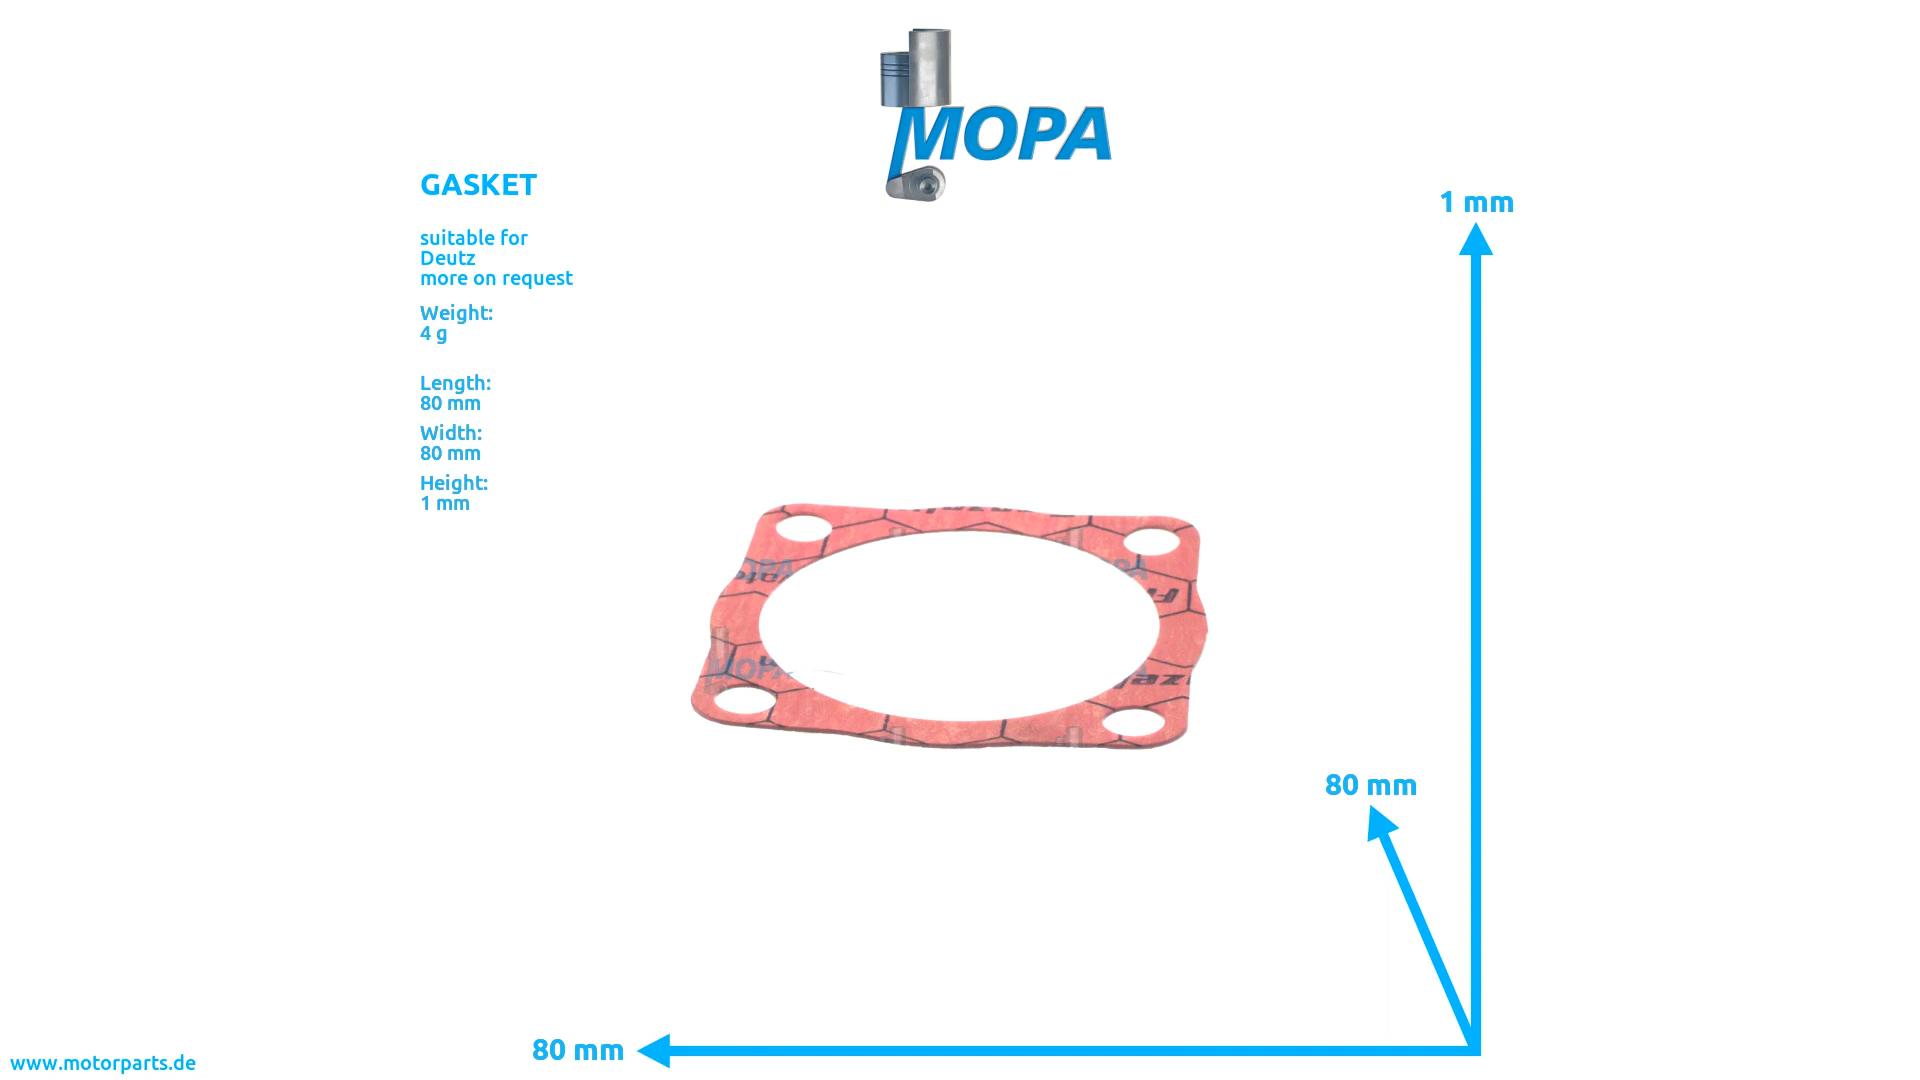 MOPA
GASKET
suitable for
Deutz
more on request
Weight:
4 g
Length:
80 mm
Width:
80 mm
Height:
1 mm
1 mm
80 mm
80 mm
MOPA
www.motorparts.de